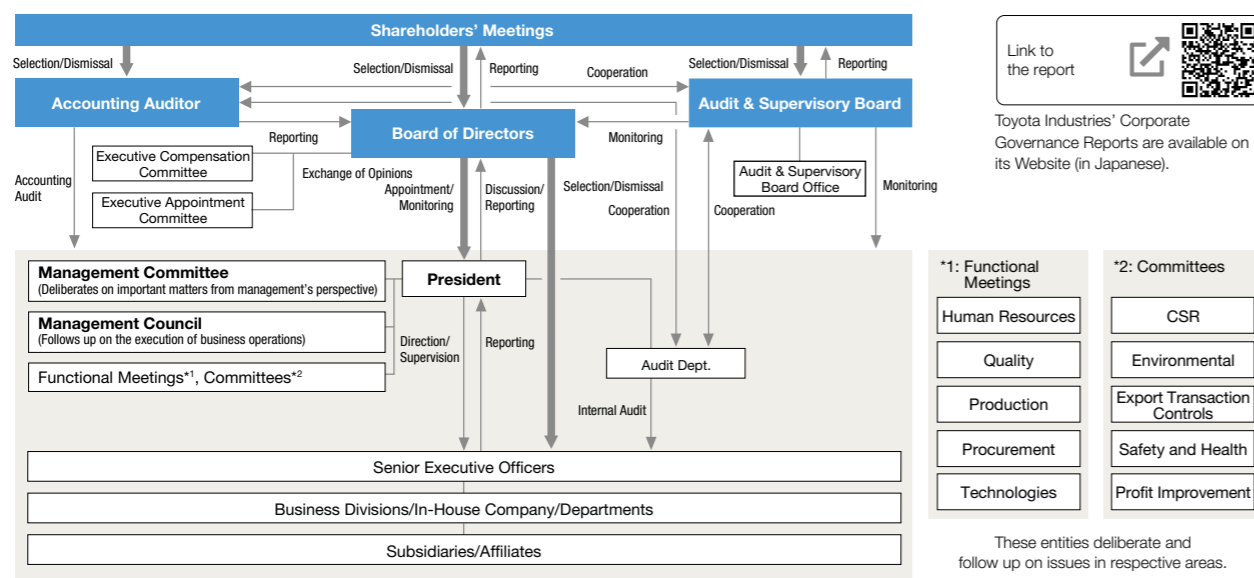 Shareholders' Meetings
Selection/Dismissal
Selection/Dismissal
Reporting
Cooperation
Selection/Dismissal
Reporting
Accounting Auditor
Board of Directors
Audit & Supervisory Board
Reporting
Monitoring
Executive Compensation
Committee
Executive Appointment
Committee
Exchange of Opinions
Accounting
Audit
Appointment/
Monitoring
Discussion/
Reporting
Selection/Dismissal
Cooperation
Cooperation
Audit & Supervisory
Board Office
Monitoring
Management Committee
(Deliberates on important matters from management's perspective)
President
Management Council
(Follows up on the execution of business operations)
Functional Meetings*1, Committees*2
Direction/
Supervision
Reporting
Audit Dept.
Internal Audit
Senior Executive Officers
Business Divisions/In-House Company/Departments
Subsidiaries/Affiliates
Link to
the report
Toyota Industries' Corporate
Governance Reports are available on
its Website (in Japanese).
*1: Functional
Meetings
Human Resources
Quality
Production
Procurement
Technologies
*2: Committees
CSR
Environmental
Export Transaction
Controls
Safety and Health
Profit Improvement
These entities deliberate and
follow up on issues in respective areas.